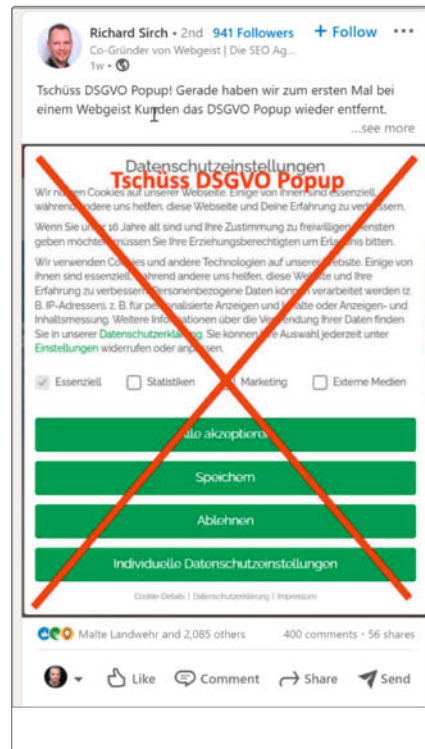 Richard Sirch • 2nd 941 Followers + Follow
Co-Gründer von Webgeist | Die SEO Ag...
1w •
Tschüss DSGVO Popup! Gerade haben wir zum ersten Mal bei
einem Webgeist Kunden das DSGVO Popup wieder entfernt.
...see more
Datenschutzeinstellungen
Tschüss DSGVO Popup
Wir nutzen Cookies auf unserer Website. Einige von ihnen sind essenziell,
während andere uns helfen, diese Website und Deine Erfahrung zu verbessern.
Wenn Sie unter 16 Jahre alt sind und Ihre Zustimmung zu freiwilligen Diensten
geben möchten, müssen Sie Ihre Erziehungsberechtigten um Erlaubnis bitten.
Wir verwenden Cookies und andere Technologien auf unserer Website. Einige von
ihnen sind essenziell, während andere uns helfen, diese Website und Ihre
Erfahrung zu verbessern. Personenbezogene Daten können verarbeitet werden (z.
B. IP-Adressen), z. B. für personalisierte Anzeigen und Inhalte oder Anzeigen- und
Inhaltsmessung. Weitere Informationen über die Verwendung Ihrer Daten finden
Sie in unserer Datenschutzerklärung. Sie können Ihre Auswahl jederzeit unter
Einstellungen widerrufen oder anpassen.
Essenziell Statistiken Marketing Externe Medien
Alle akzeptieren
Speichern
Ablehnen
Individuelle Datenschutzeinstellungen
Cookie-Details | Datenschutzerklärung | Impressum
Malte Landwehr and 2,085 others 400 comments • 56 shares
Like Comment Share Send